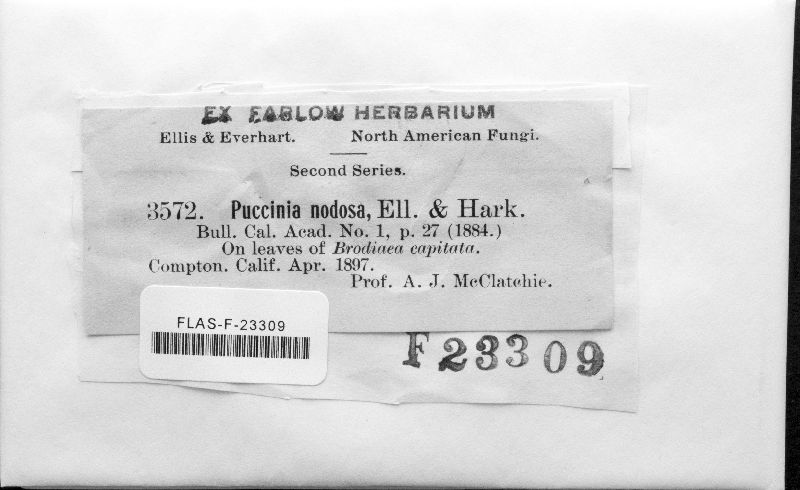 EX FARLOW HERBARIUM
Ellis & Everhart. North American Fungi.
Second Series.
3572. Puccinia nodosa, Ell. & Hark.
Bull. Cal. Acad. No. 1, p. 27 (1884.)
On leaves of Brodiaea capitata.
Compton. Calif. Apr. 1897.
Prof. A. J. McClatchie.
FLAS-F-23309
F23309